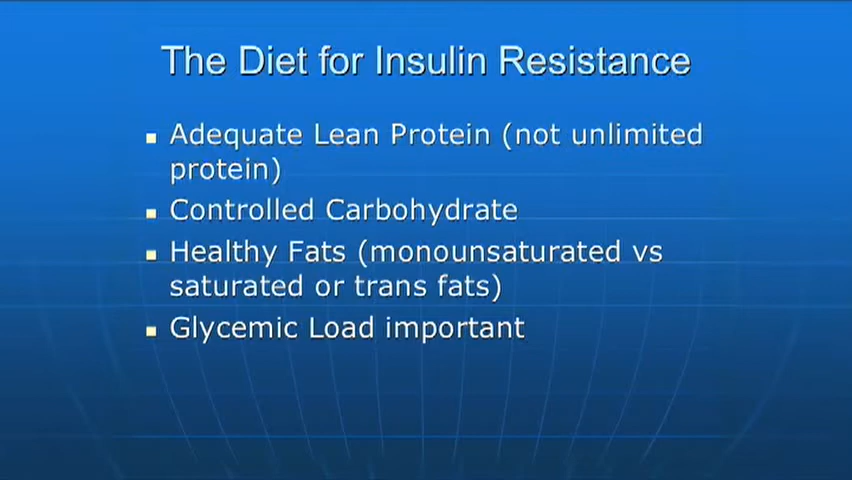 The Diet for Insulin Resistance
Adequate Lean Protein (not unlimited
protein)
Controlled Carbohydrate
Healthy Fats (monounsaturated vs
saturated or trans fats)
Glycemic Load important